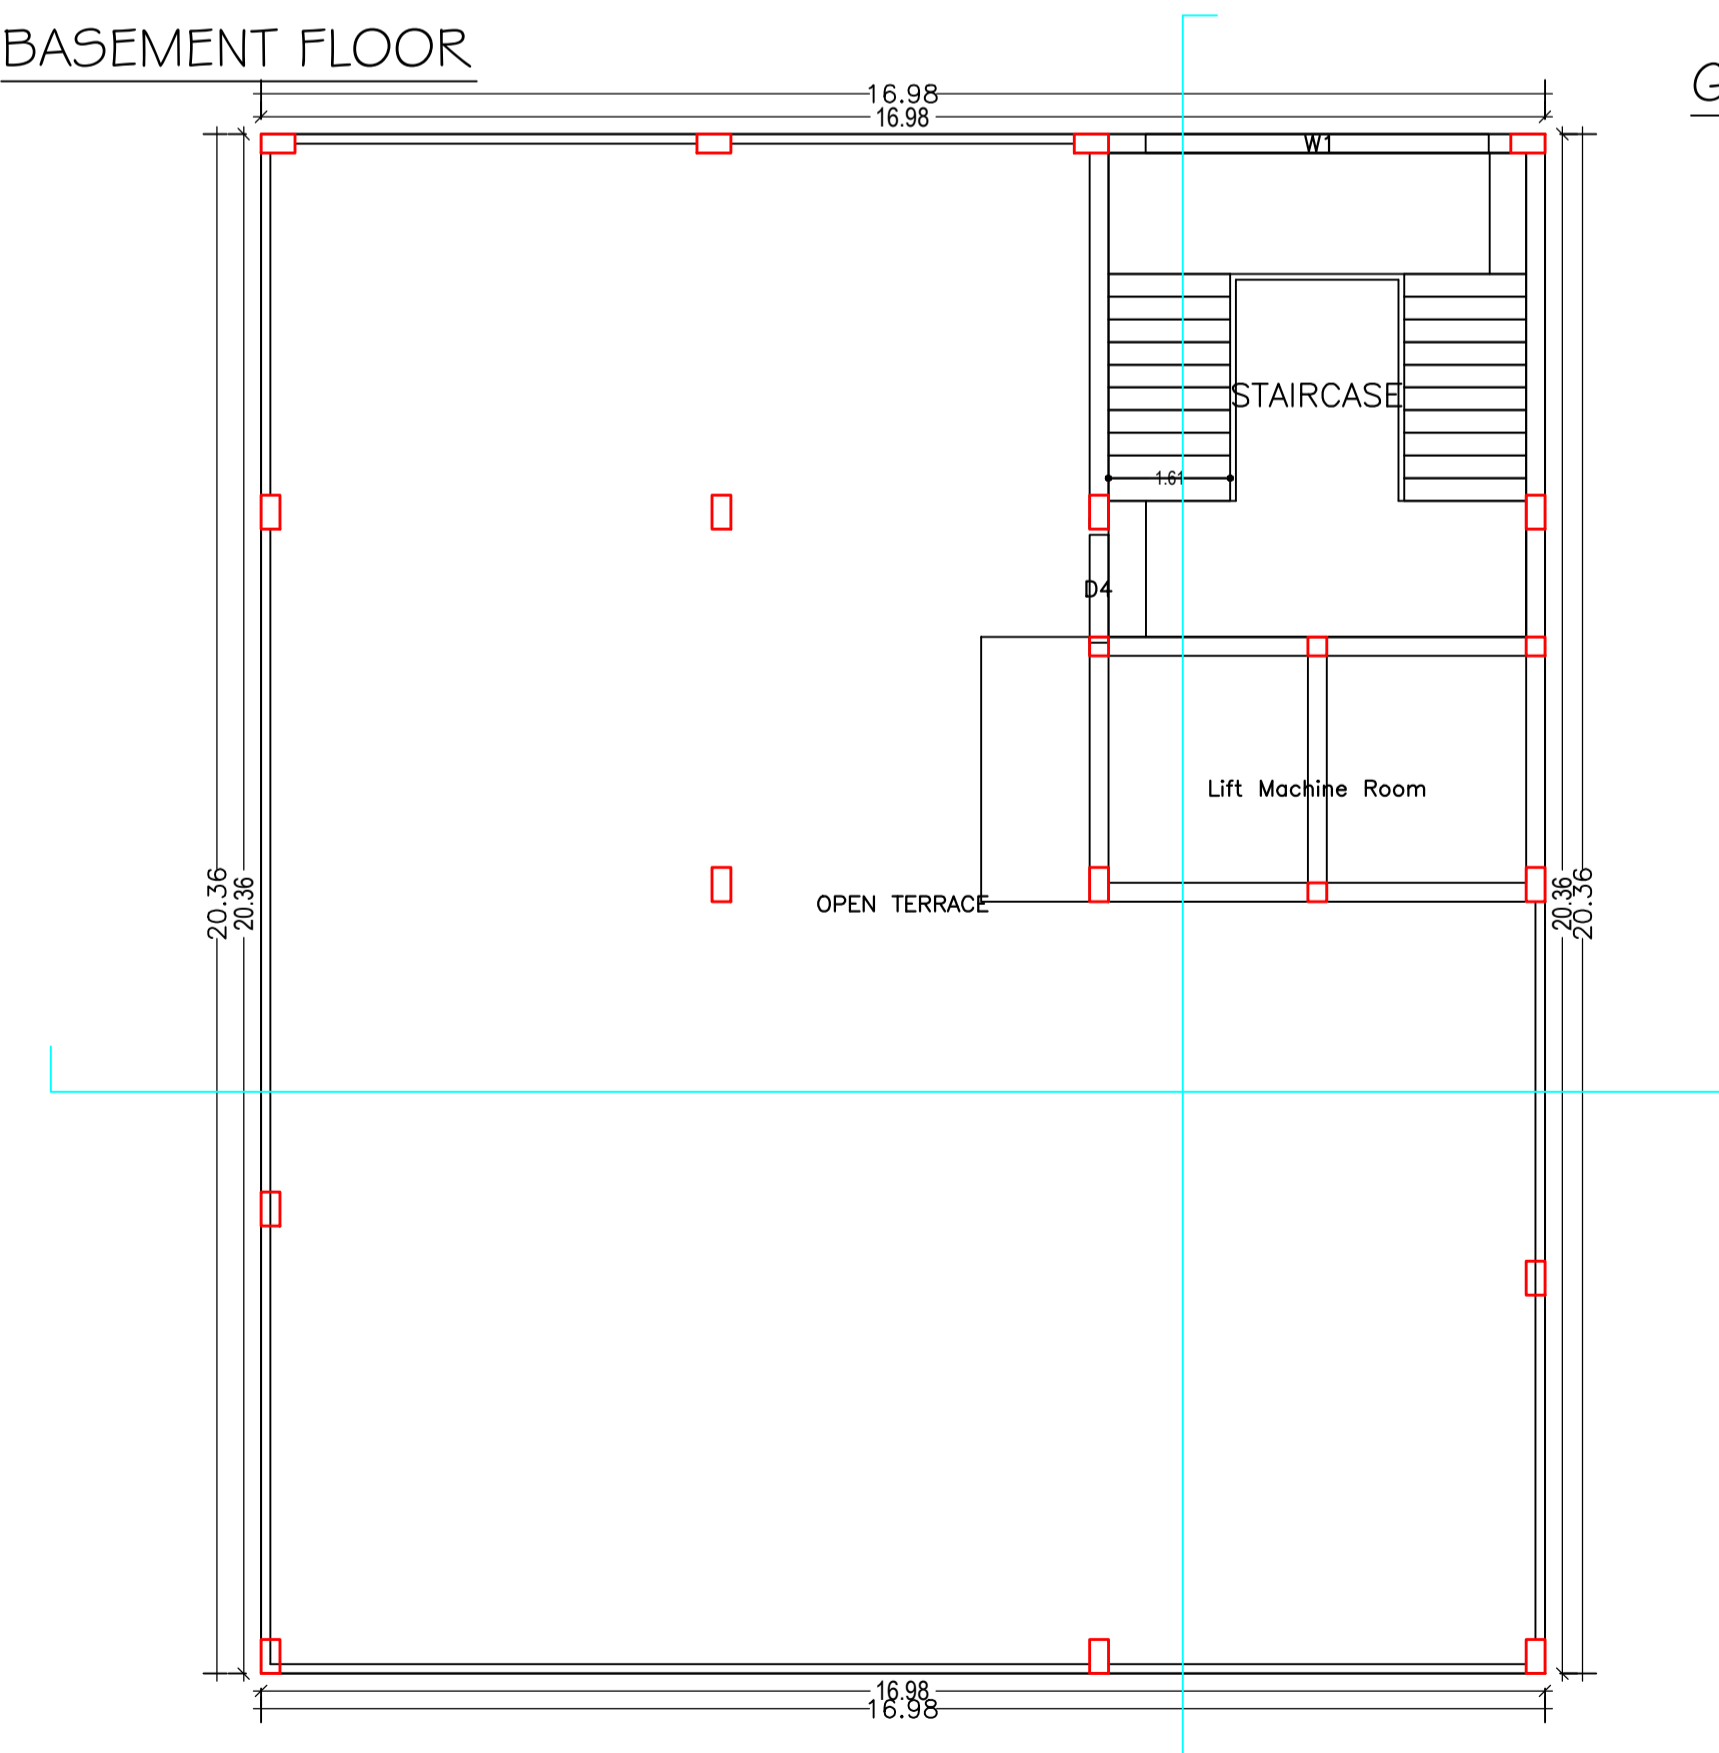 BASEMENT FLOOR
G
16.98
16.98
W1
STAIRCASE
1.61
D4
Lift Machine Room
OPEN TERRACE
20.36
20.36
20.36
20.36
16.98
16.98